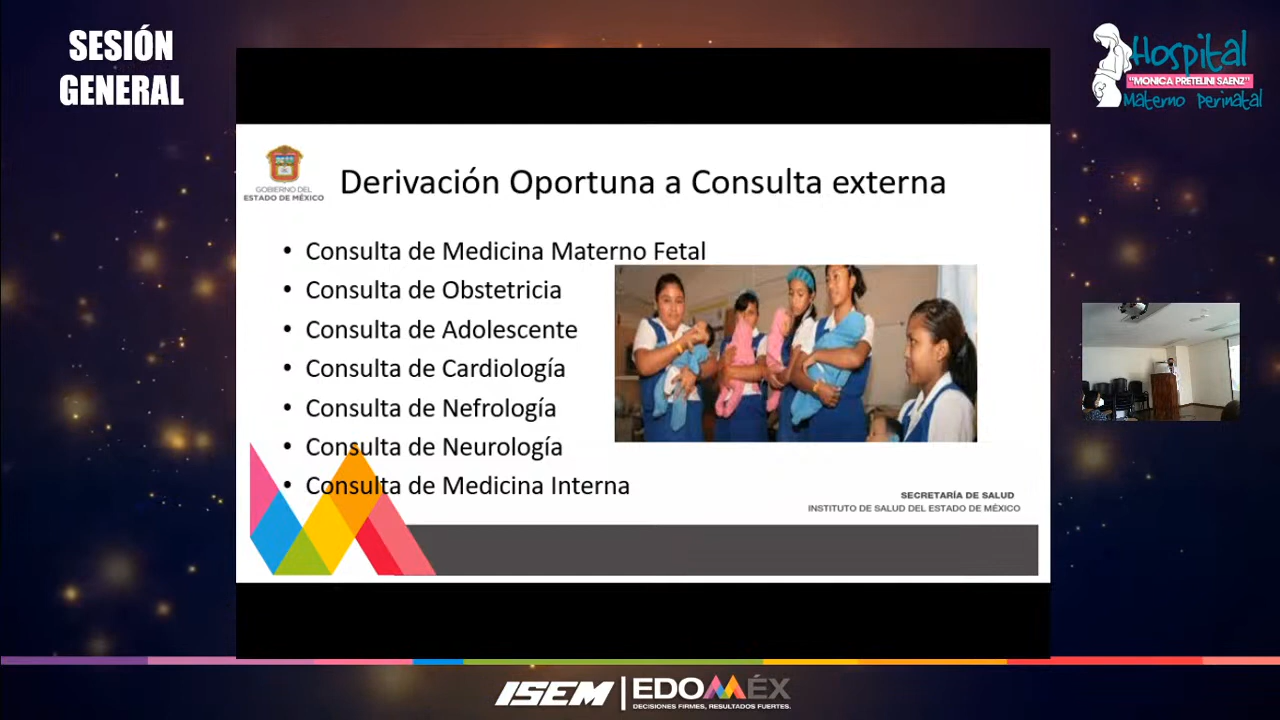 SESIÓN
GENERAL
Hospital
"MONICA PRETELINI SAENZ"
Materno Perinatal
GOBIERNO DEL
ESTADO DE MÉXICO
Derivación Oportuna a Consulta externa
• Consulta de Medicina Materno Fetal
• Consulta de Obstetricia
• Consulta de Adolescente
• Consulta de Cardiología
• Consulta de Nefrología
• Consulta de Neurología
• Consulta de Medicina Interna
SECRETARÍA DE SALUD
INSTITUTO DE SALUD DEL ESTADO DE MÉXICO
ISEM | EDOMÉX
DECISIONES FIRMES, RESULTADOS FUERTES.